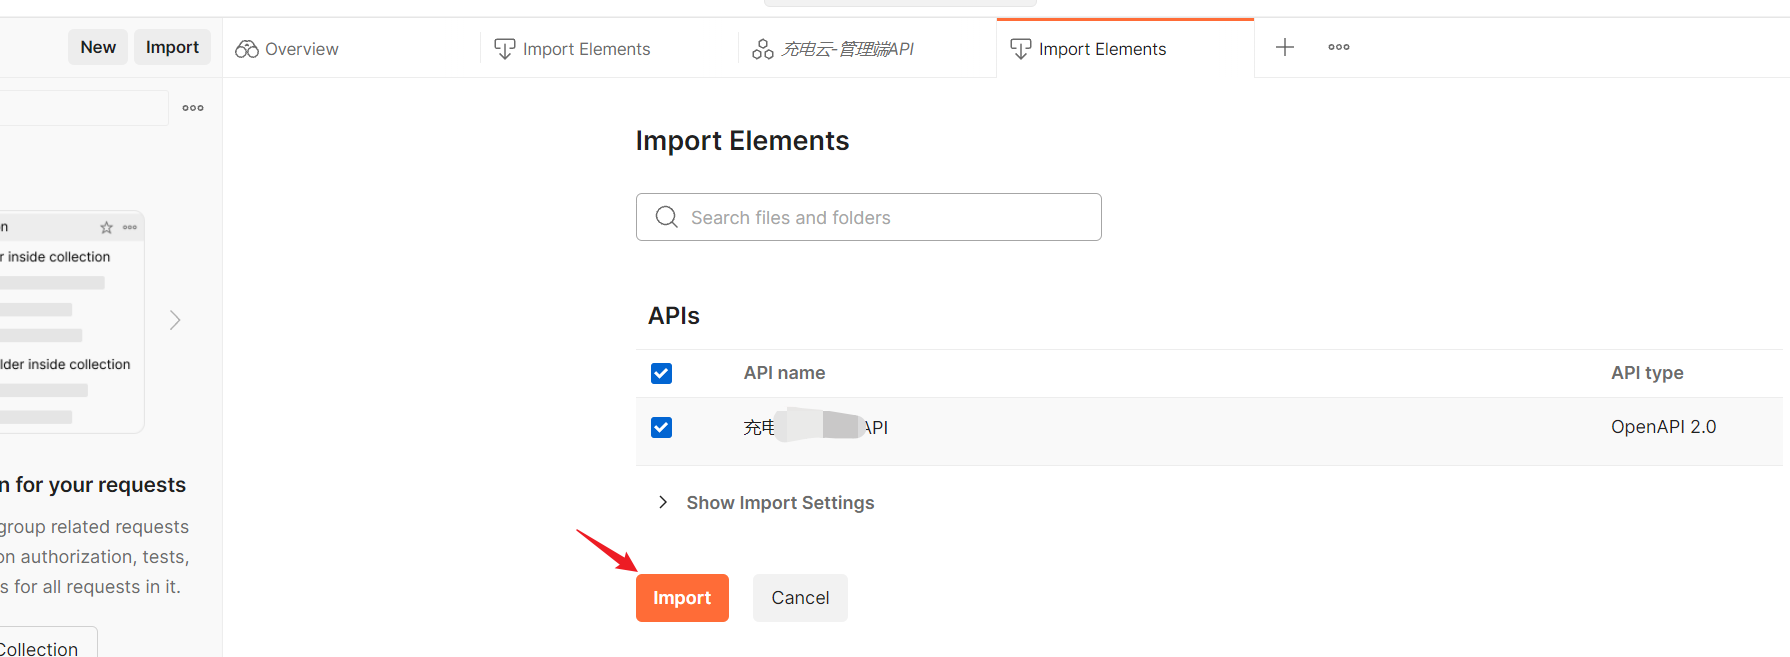 New Import
Overview
Import Elements
充电云-管理端API
Import Elements
Import Elements
Search files and folders
r inside collection
lder inside collection
APIs
API name API type
充电 API OpenAPI 2.0
Show Import Settings
n for your requests
group related requests
on authorization, tests,
s for all requests in it.
Collection
Import Cancel